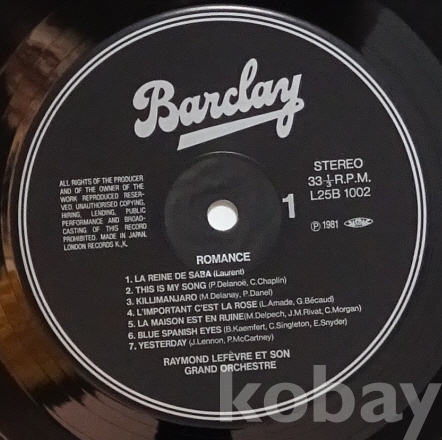 Barclay
ALL RIGHTS OF THE PRODUCER
AND OF THE OWNER OF THE
WORK REPRODUCED RESER-
VED. UNAUTHORISED COPYING,
HIRING, LENDING, PUBLIC
PERFORMANCE AND BROAD-
CASTING OF THIS RECORD
PROHIBITED. MADE IN JAPAN.
LONDON RECORDS K.K.
STEREO
33 1/3 R.P.M.
L25B 1002
1
Ⓟ 1981
ROMANCE
1. LA REINE DE SABA (Laurent)
2. THIS IS MY SONG (P.Delanoë, C.Chaplin)
3. KILLIMANJARO (M.Delanay, P.Danel)
4. L'IMPORTANT C'EST LA ROSE (L.Amade, G.Bécaud)
5. LA MAISON EST EN RUINE(M.Delpech, J.M.Rivat, C.Morgan)
6. BLUE SPANISH EYES (B.Kaemfert, C.Singleton, E.Snyder)
7. YESTERDAY (J.Lennon, P.McCartney)
RAYMOND LEFÈVRE ET SON
GRAND ORCHESTRE
kobay